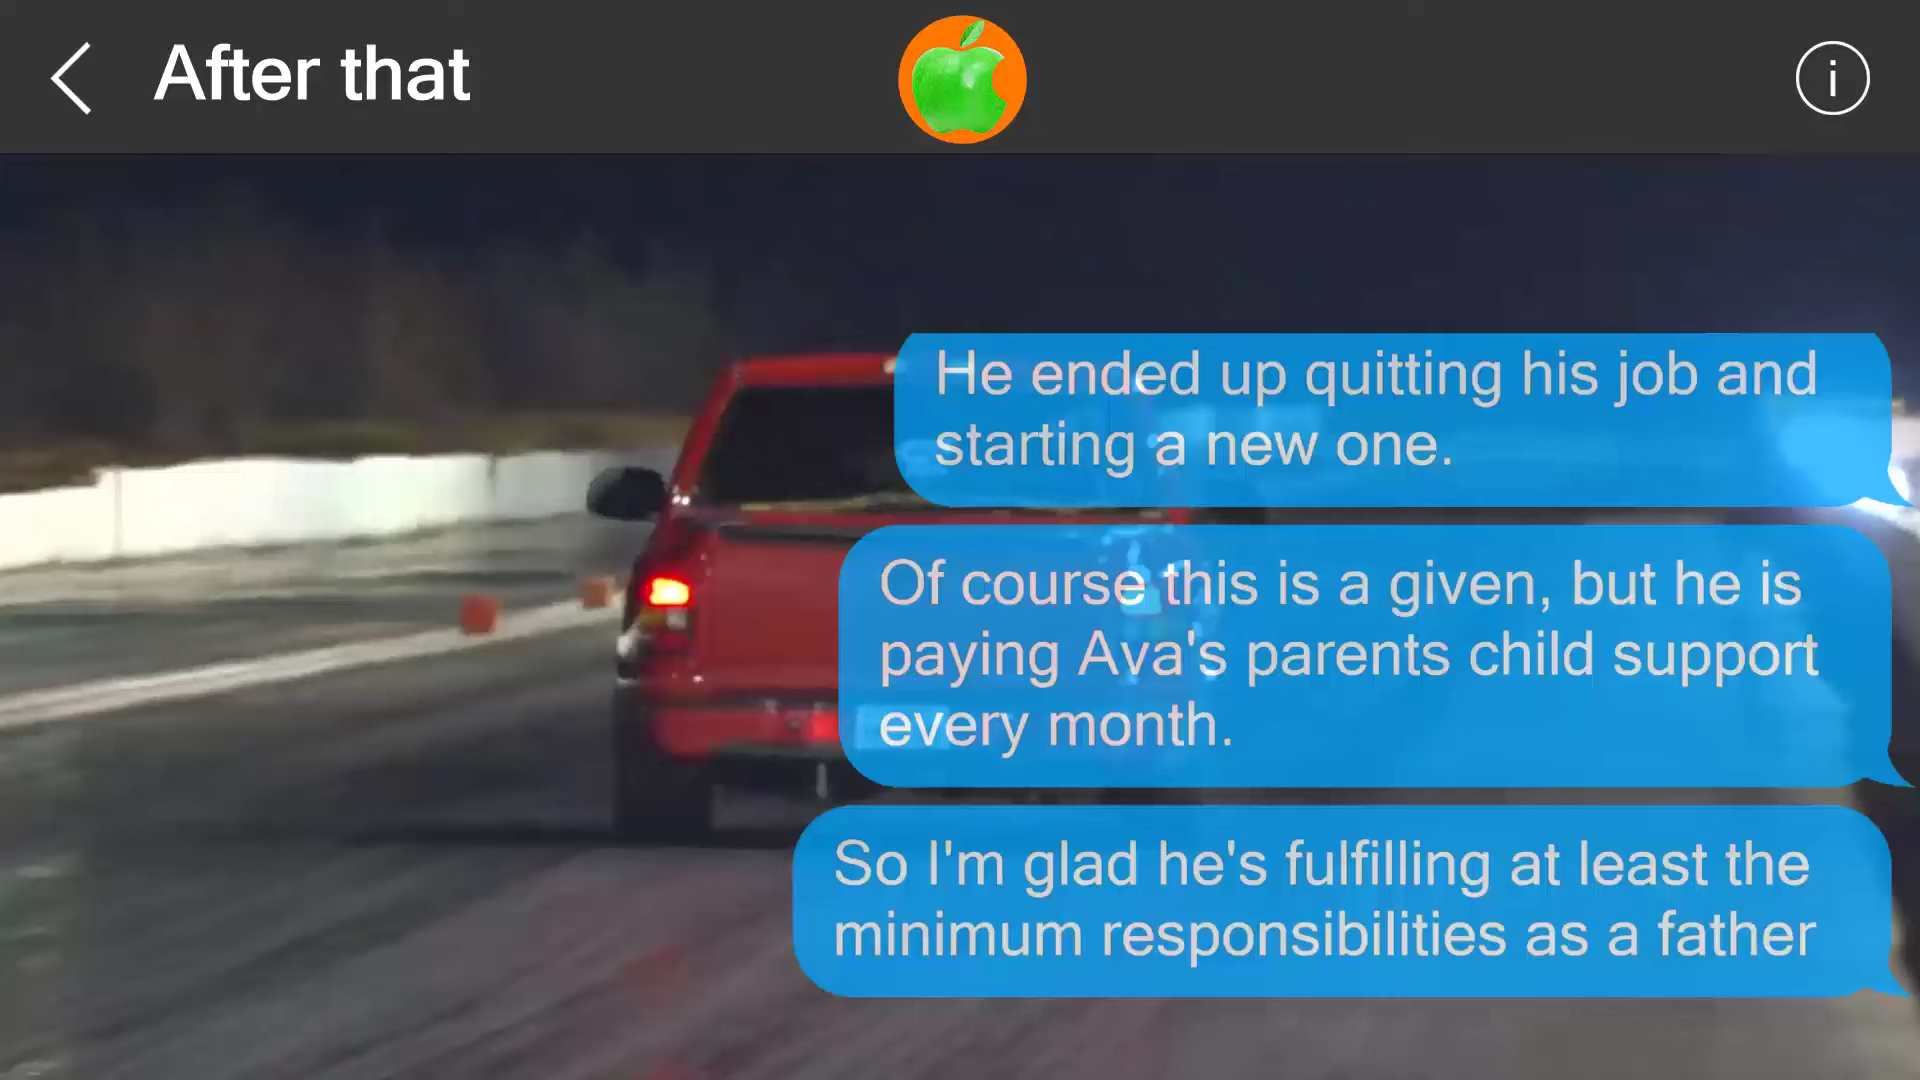 After that
i
He ended up quitting his job and
starting a new one.
Of course this is a given, but he is
paying Ava's parents child support
every month.
So I'm glad he's fulfilling at least the
minimum responsibilities as a father